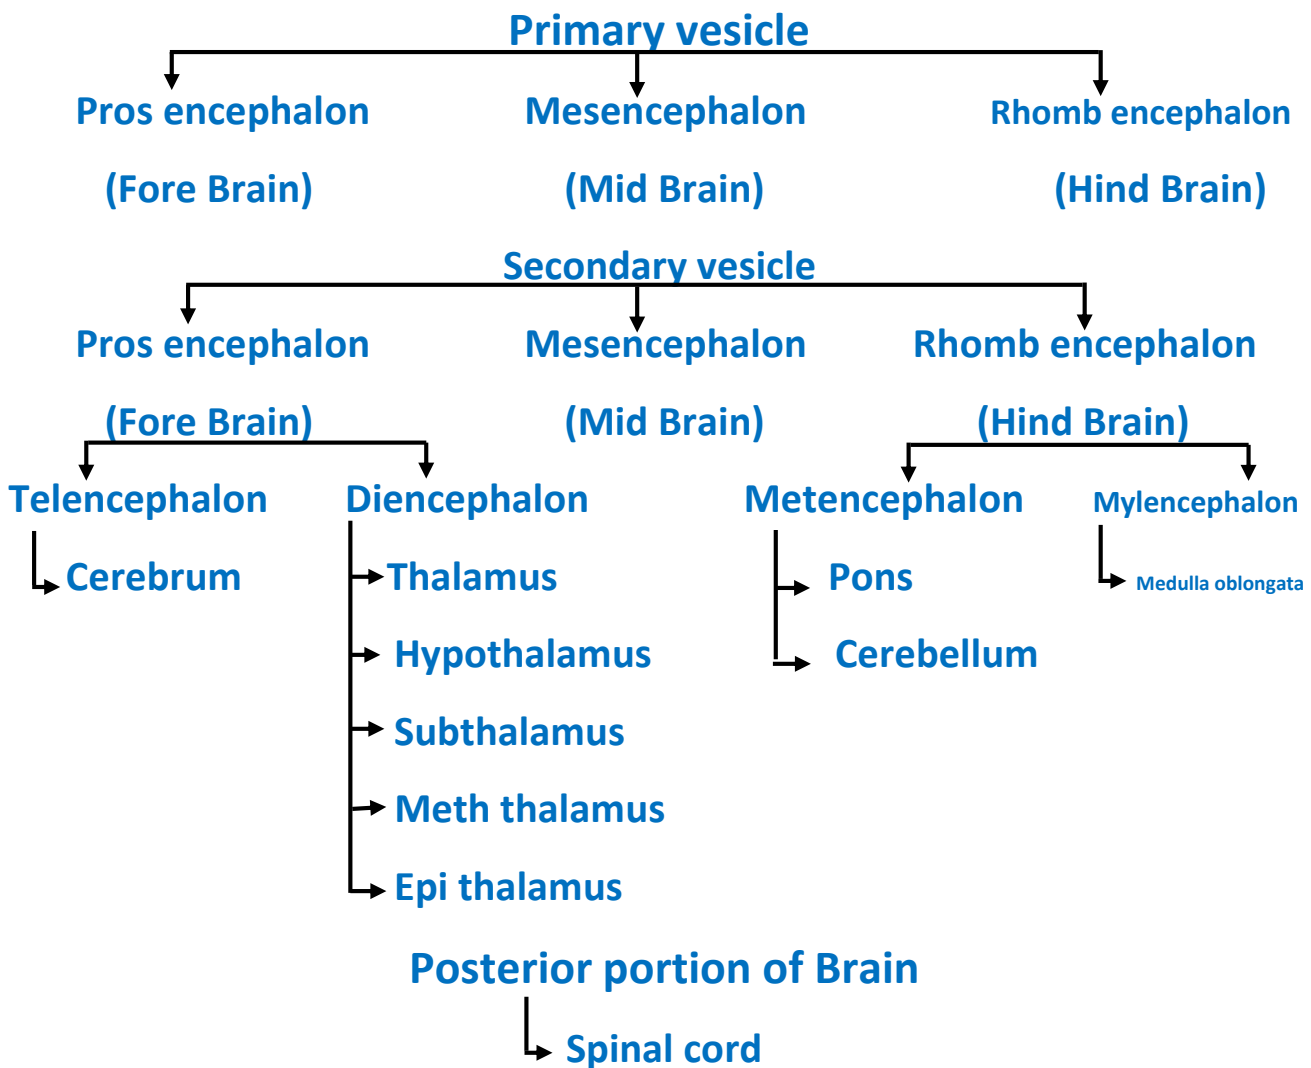 Primary vesicle
Pros encephalon Mesencephalon Rhomb encephalon
(Fore Brain) (Mid Brain) (Hind Brain)
Secondary vesicle
Pros encephalon Mesencephalon Rhomb encephalon
(Fore Brain) (Mid Brain) (Hind Brain)
Telencephalon Diencephalon Metencephalon Mylencephalon
Cerebrum Thalamus Pons Medulla oblongata
Hypothalamus Cerebellum
Subthalamus
Meth thalamus
Epi thalamus
Posterior portion of Brain
Spinal cord